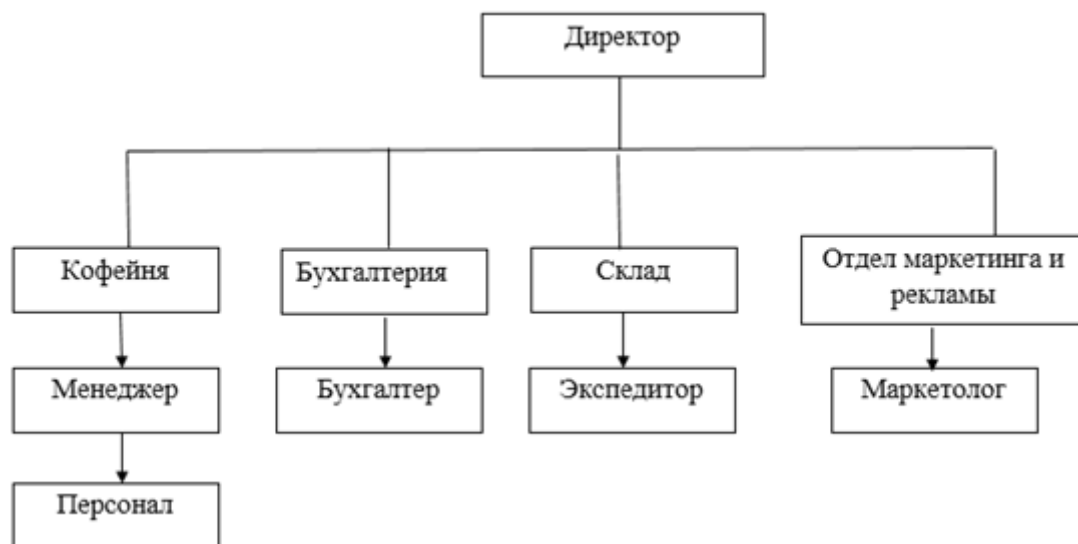 Директор
Кофейня
Бухгалтерия
Склад
Отдел маркетинга и
рекламы
Менеджер
Бухгалтер
Экспедитор
Маркетолог
Персонал